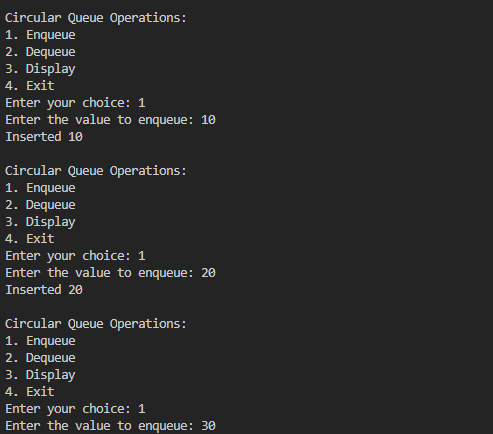 Circular Queue Operations:
1. Enqueue
2. Dequeue
3. Display
4. Exit
Enter your choice: 1
Enter the value to enqueue: 10
Inserted 10
Circular Queue Operations:
1. Enqueue
2. Dequeue
3. Display
4. Exit
Enter your choice: 1
Enter the value to enqueue: 20
Inserted 20
Circular Queue Operations:
1. Enqueue
2. Dequeue
3. Display
4. Exit
Enter your choice: 1
Enter the value to enqueue: 30